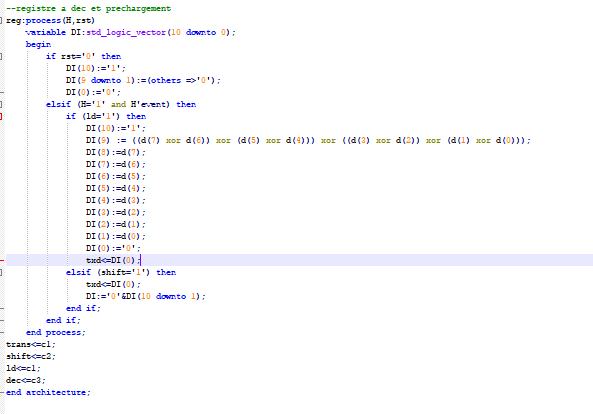 --registre a dec et prechargement
reg:process(H,rst)
variable DI:std_logic_vector(10 downto 0);
begin
if rst='0' then
DI(10):='1';
DI(9 downto 1):=(others =>'0');
DI(0):='0';
elsif (H='1' and H'event) then
if (ld='1') then
DI(10):='1';
DI(9) := ((d(7) xor d(6)) xor (d(5) xor d(4))) xor ((d(3) xor d(2)) xor (d(1) xor d(0)));
DI(8):=d(7);
DI(7):=d(6);
DI(6):=d(5);
DI(5):=d(4);
DI(4):=d(3);
DI(3):=d(2);
DI(2):=d(1);
DI(1):=d(0);
DI(0):='0';
txd<=DI(0);
elsif (shift='1') then
txd<=DI(0);
DI:='0'&DI(10 downto 1);
end if;
end if;
end process;
trans<=c1;
shift<=c2;
ld<=c1;
dec<=c3;
end architecture;